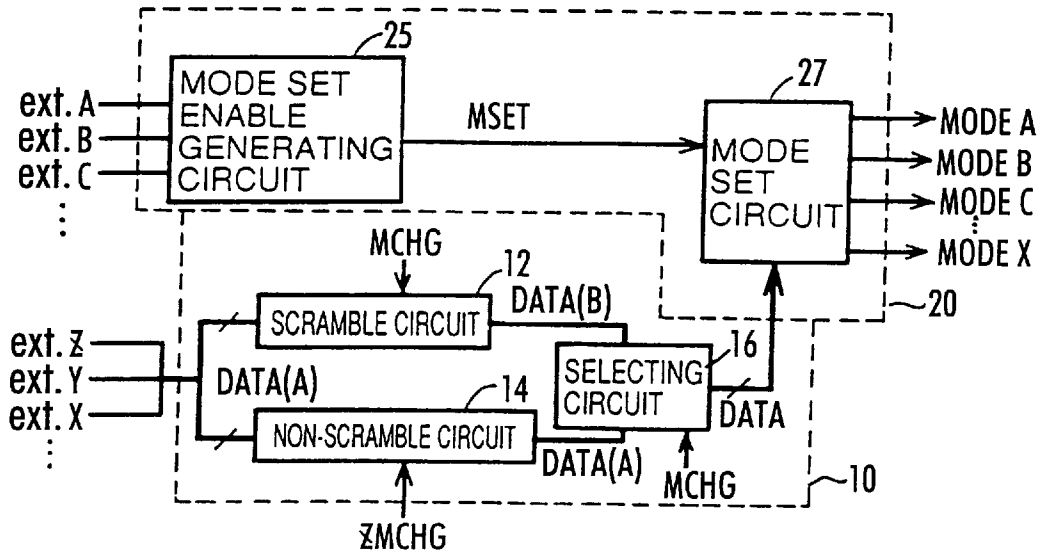 25
MODE SET
ENABLE
GENERATING
CIRCUIT
ext. A
ext. B
ext. C
MSET
27
MODE
SET
CIRCUIT
MODE A
MODE B
MODE C
MODE X
20
MCHG
12
SCRAMBLE CIRCUIT
DATA(B)
ext. Z
ext. Y
ext. X
DATA(A)
14
NON-SCRAMBLE CIRCUIT
DATA(A)
16
SELECTING
CIRCUIT
DATA
MCHG
10
ZMCHG